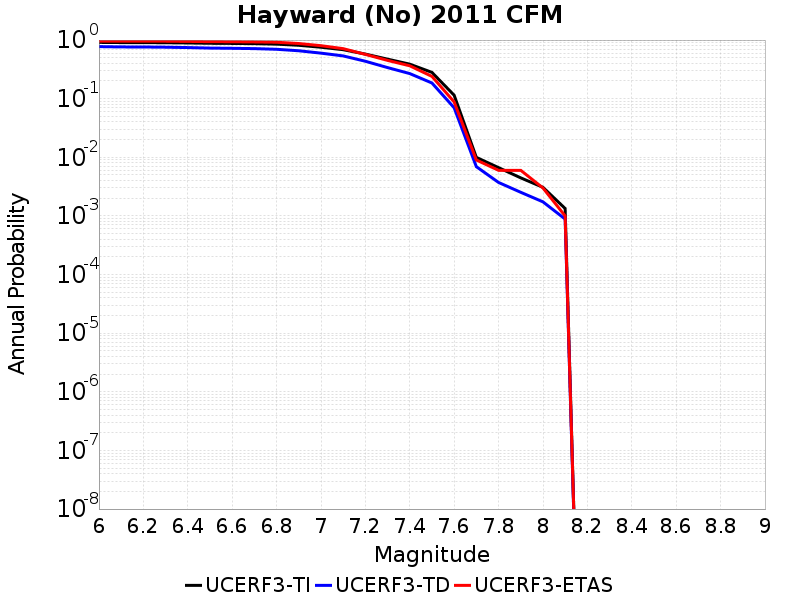 Hayward (No) 2011 CFM
Annual Probability
10^0
10^-1
10^-2
10^-3
10^-4
10^-5
10^-6
10^-7
10^-8
6 6.2 6.4 6.6 6.8 7 7.2 7.4 7.6 7.8 8 8.2 8.4 8.6 8.8 9
Magnitude
UCERF3-TI UCERF3-TD UCERF3-ETAS